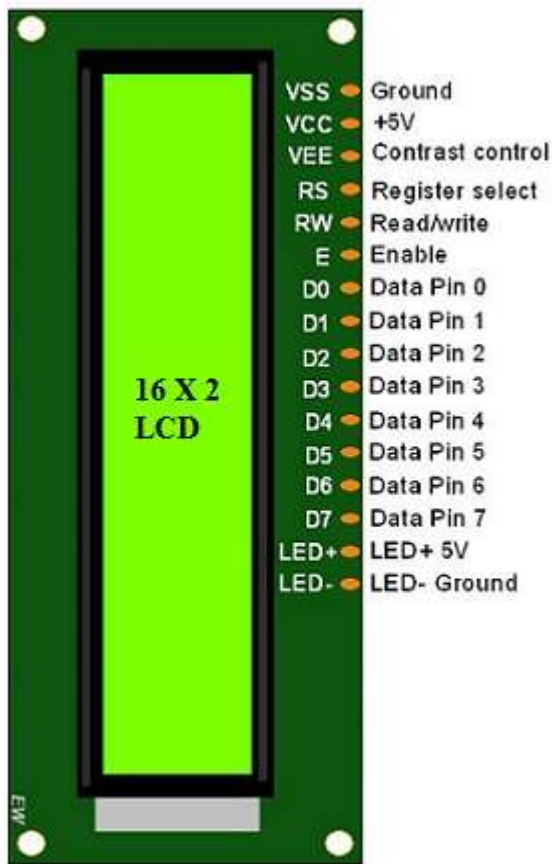 VSS Ground
VCC +5V
VEE Contrast control
RS Register select
RW Read/write
E Enable
D0 Data Pin 0
D1 Data Pin 1
D2 Data Pin 2
D3 Data Pin 3
D4 Data Pin 4
D5 Data Pin 5
D6 Data Pin 6
D7 Data Pin 7
LED+ LED+ 5V
LED- LED- Ground
16 X 2
LCD
EW